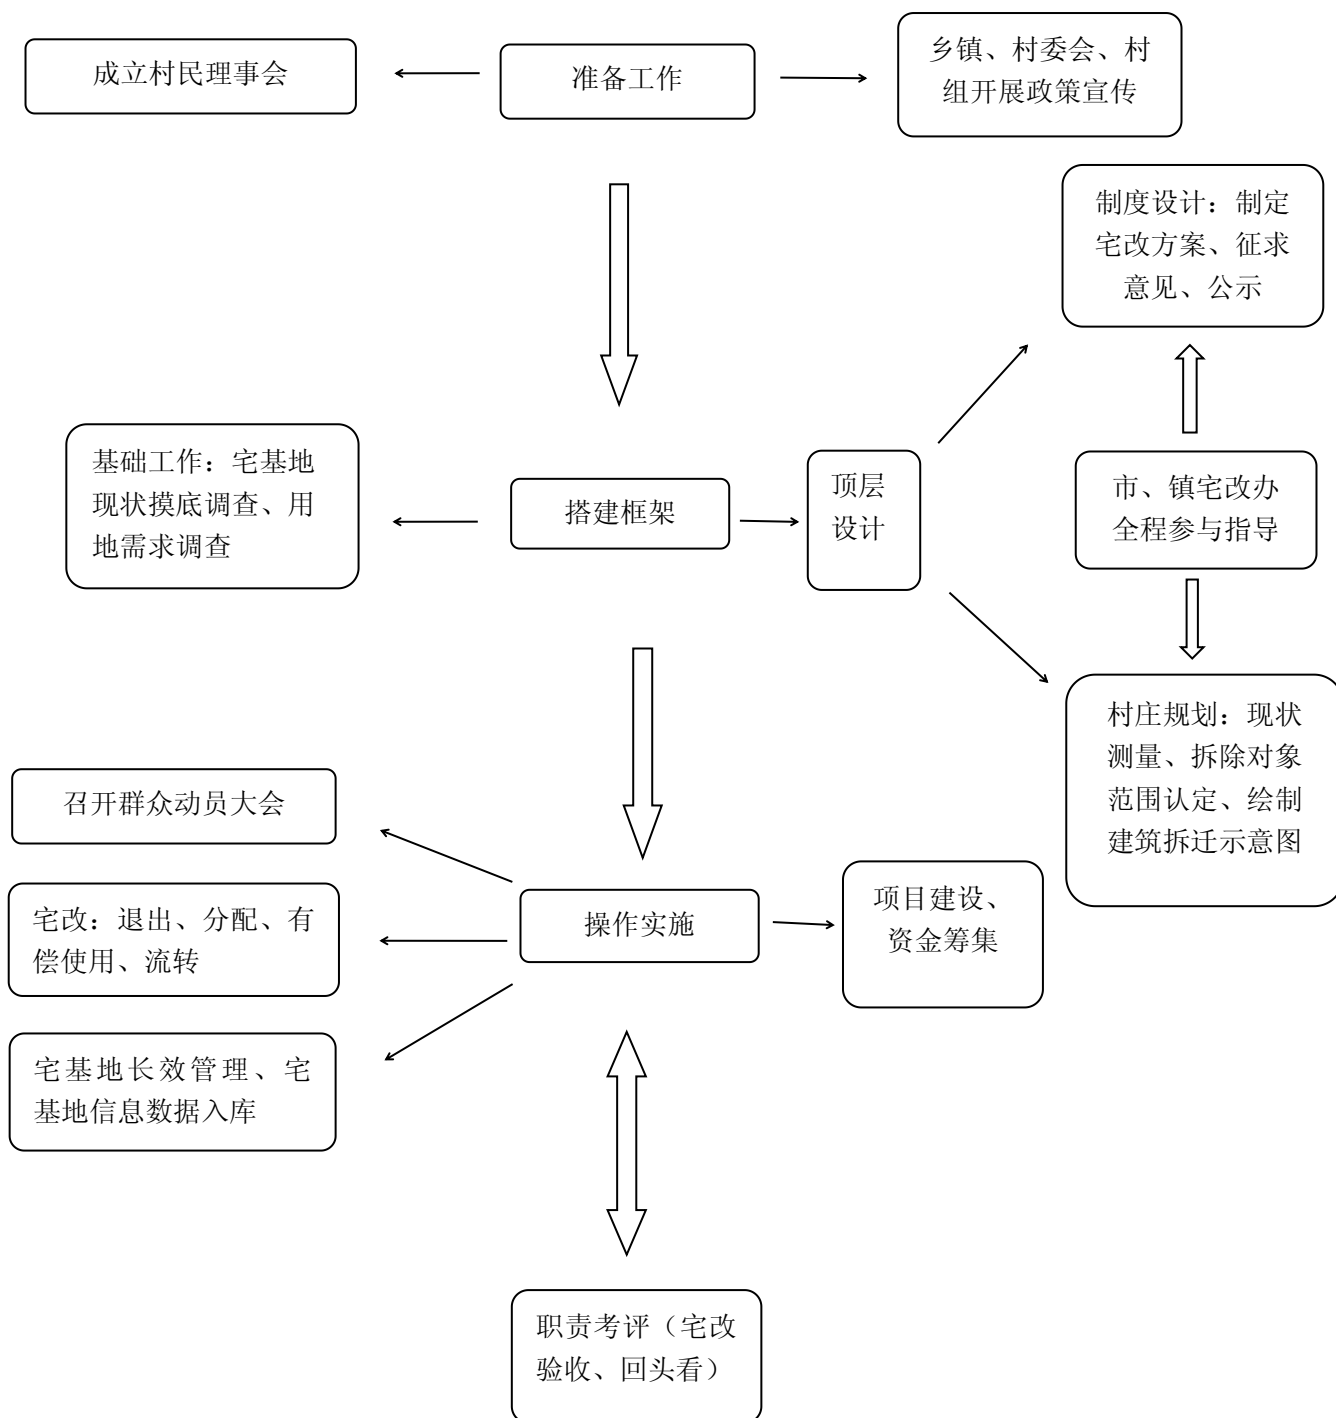 成立村民理事会
准备工作
乡镇、村委会、村
组开展政策宣传
制度设计：制定
宅改方案、征求
意见、公示
基础工作：宅基地
现状摸底调查、用
地需求调查
搭建框架
顶层
设计
市、镇宅改办
全程参与指导
村庄规划：现状
测量、拆除对象
范围认定、绘制
建筑拆迁示意图
召开群众动员大会
宅改：退出、分配、有
偿使用、流转
宅基地长效管理、宅
基地信息数据入库
操作实施
项目建设、
资金筹集
职责考评（宅改
验收、回头看）